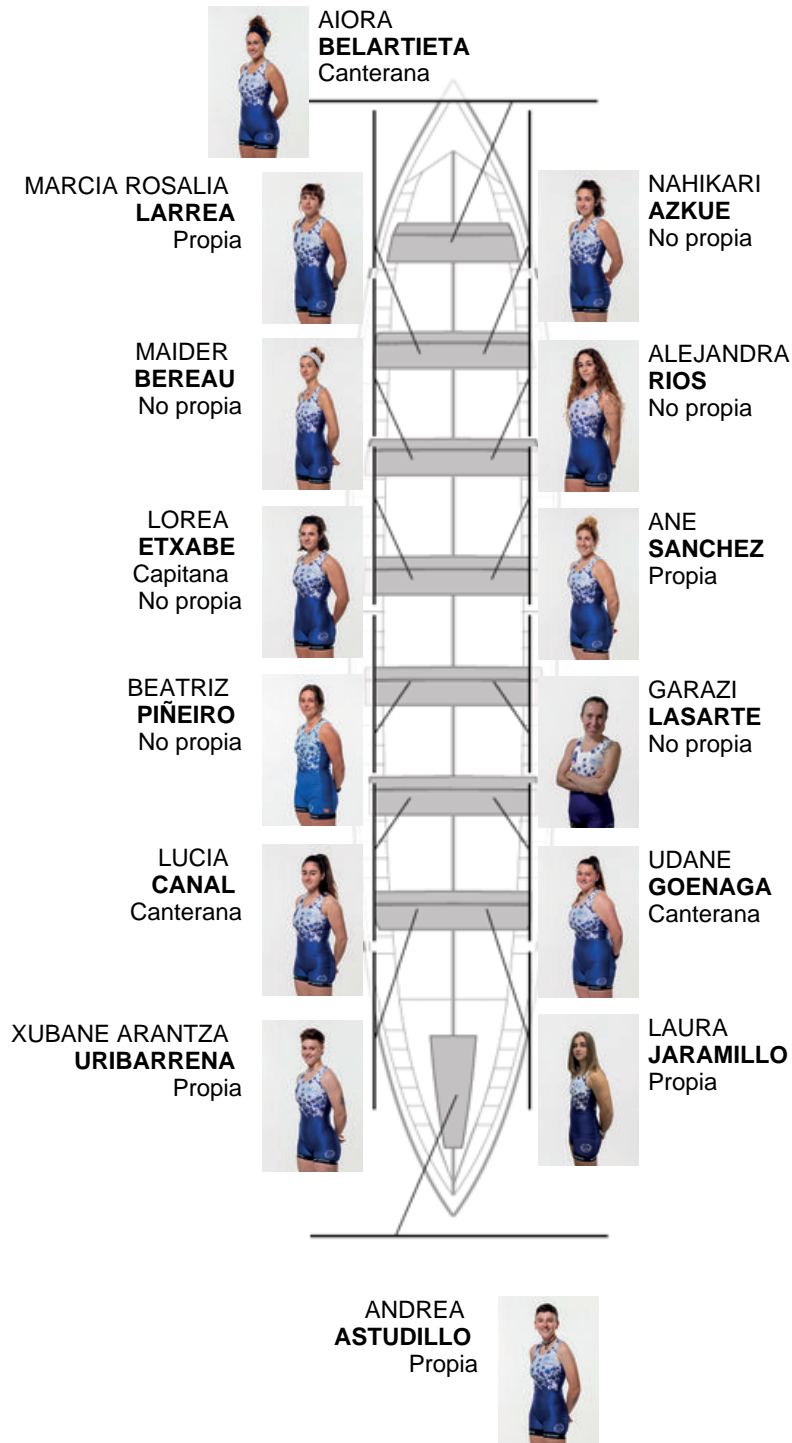 AIORA
BELARTIETA
Canterana
MARCIA ROSALIA
LARREA
Propia
NAHIKARI
AZKUE
No propia
MAIDER
BEREAU
No propia
ALEJANDRA
RIOS
No propia
LOREA
ETXABE
Capitana
No propia
ANE
SANCHEZ
Propia
BEATRIZ
PIÑEIRO
No propia
GARAZI
LASARTE
No propia
LUCIA
CANAL
Canterana
UDANE
GOENAGA
Canterana
XUBANE ARANTZA
URIBARRENA
Propia
LAURA
JARAMILLO
Propia
ANDREA
ASTUDILLO
Propia